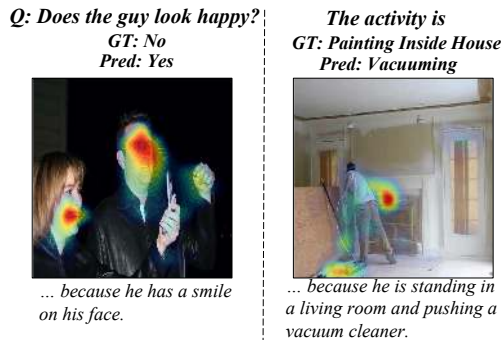 Q: Does the guy look happy?
GT: No
Pred: Yes
... because he has a smile
on his face.
The activity is
GT: Painting Inside House
Pred: Vacuuming
... because he is standing in
a living room and pushing a
vacuum cleaner.